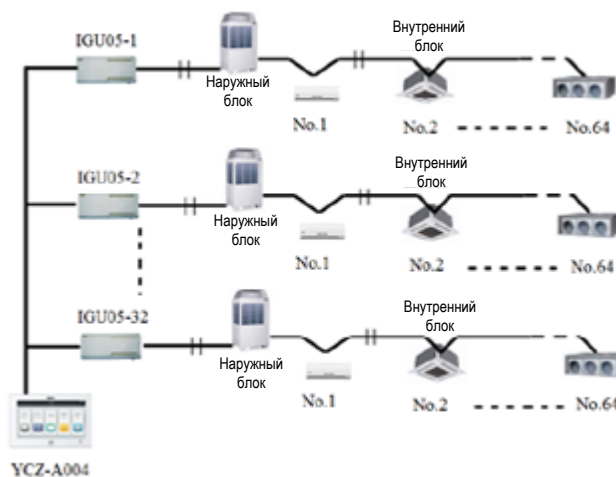 IGU05-1
Наружный
блок
Внутренний
блок
No.1
No.2
No.64
IGU05-2
Наружный
блок
Внутренний
блок
No.1
No.2
No.64
IGU05-32
Наружный
блок
Внутренний
блок
No.1
No.2
No.64
YCZ-A004